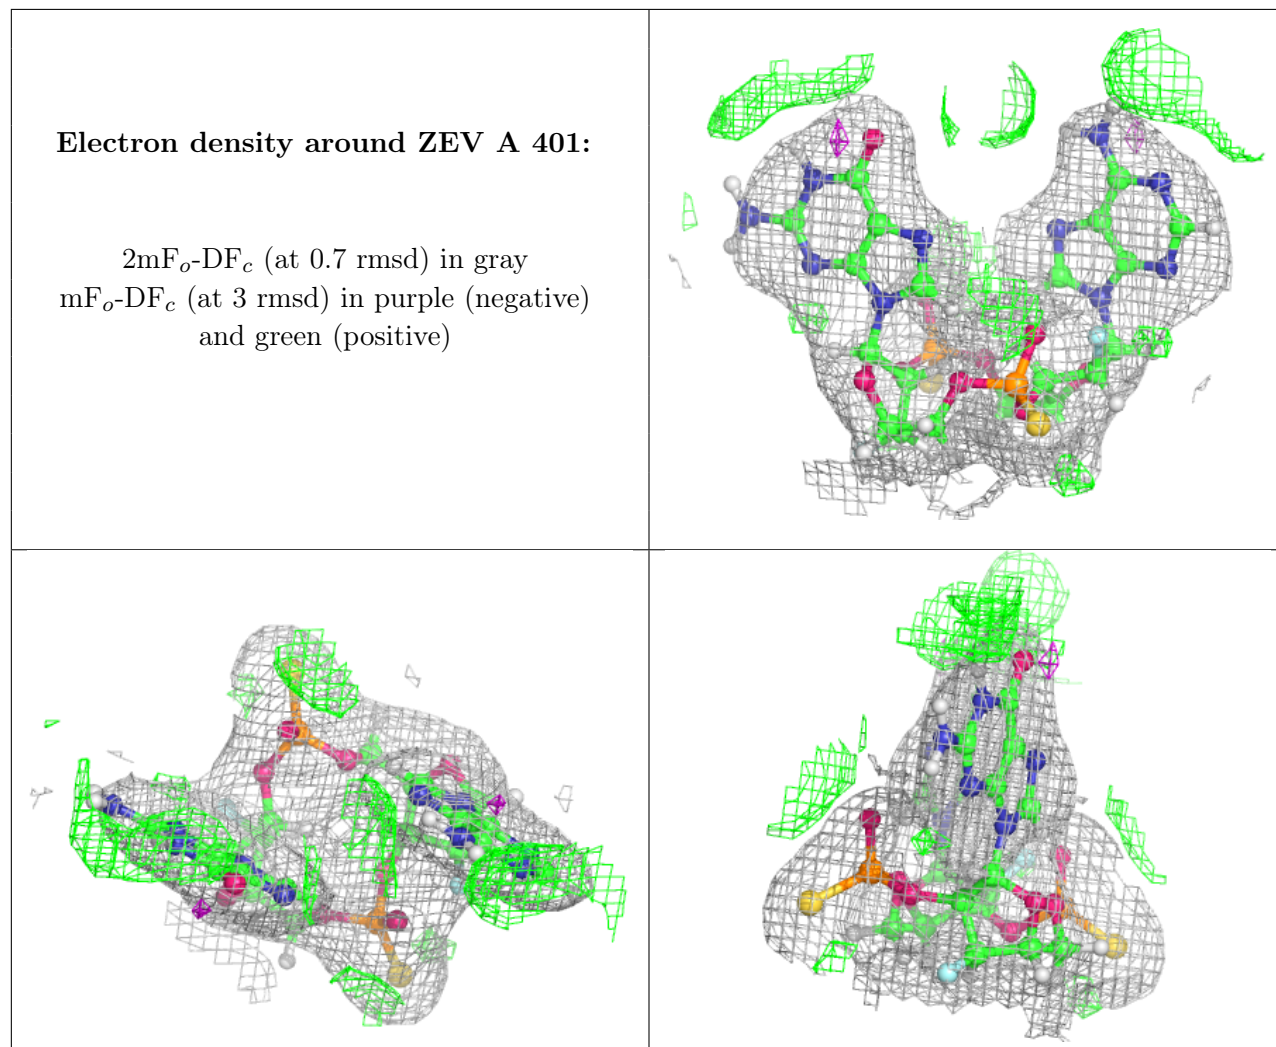 Electron density around ZEV A 401:
2mFo-DFc (at 0.7 rmsd) in gray
mFo-DFc (at 3 rmsd) in purple (negative)
and green (positive)